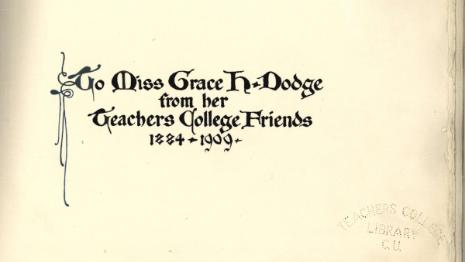 To Miss Grace H. Dodge
from her
Teachers College Friends
1884 - 1909 -
TEACHERS COLLEGE
LIBRARY
C.U.